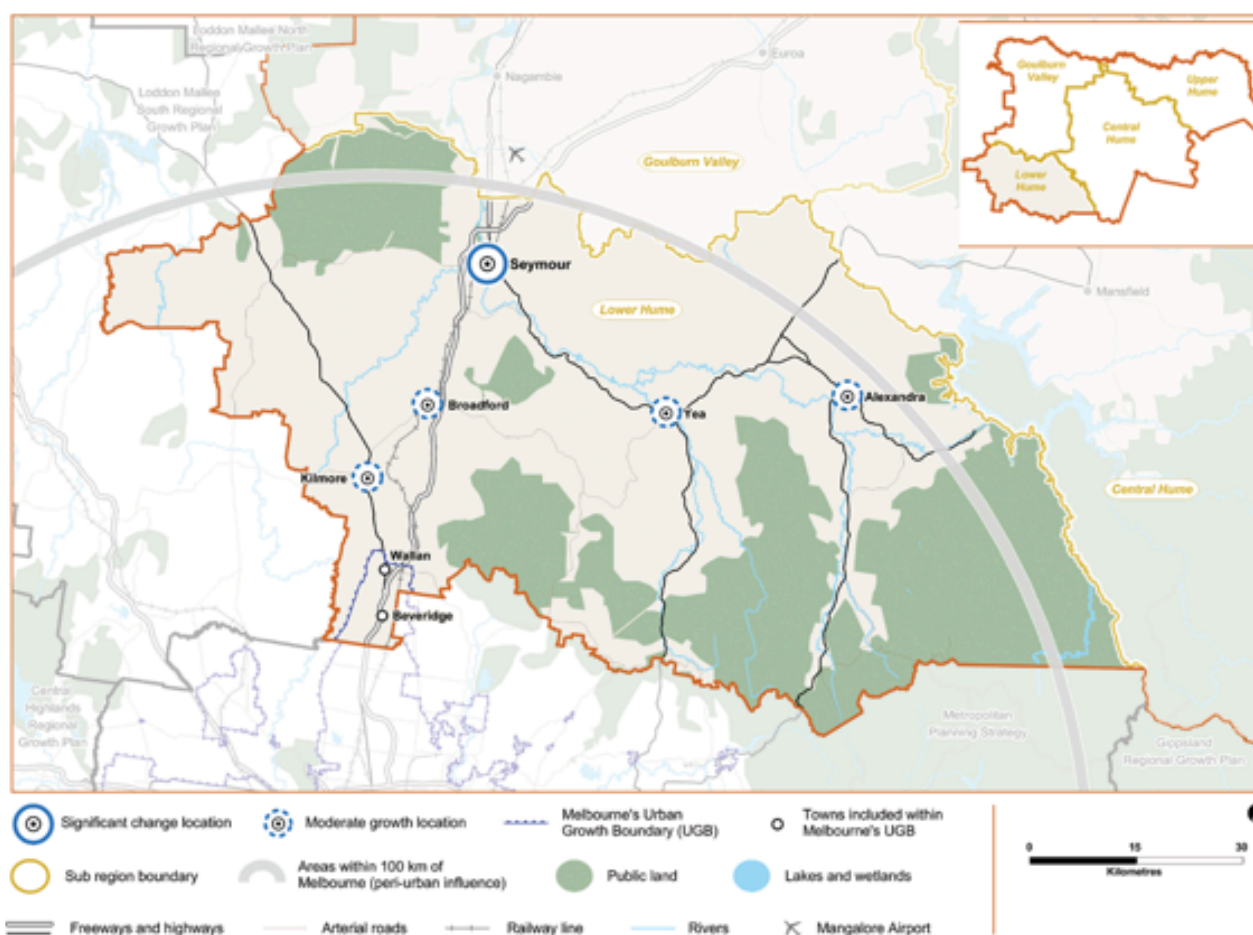 Loddon Mallee North
Regional Growth Plan
Loddon Mallee
South Regional
Growth Plan
Nagambie
Euroa
Goulburn
Valley
Upper
Hume
Central
Hume
Lower
Hume
Goulburn Valley
Seymour
Lower Hume
Mansfield
Broadford
Yea
Alexandra
Kilmore
Central Hume
Wallan
Beveridge
Central
Highlands
Regional
Growth Plan
Metropolitan
Planning Strategy
Gippsland
Regional Growth Plan
Significant change location
Moderate growth location
Melbourne's Urban
Growth Boundary (UGB)
Towns included within
Melbourne's UGB
Sub region boundary
Areas within 100 km of
Melbourne (peri-urban influence)
Public land
Lakes and wetlands
Freeways and highways
Arterial roads
Railway line
Rivers
Mangalore Airport
0 15 30
Kilometres